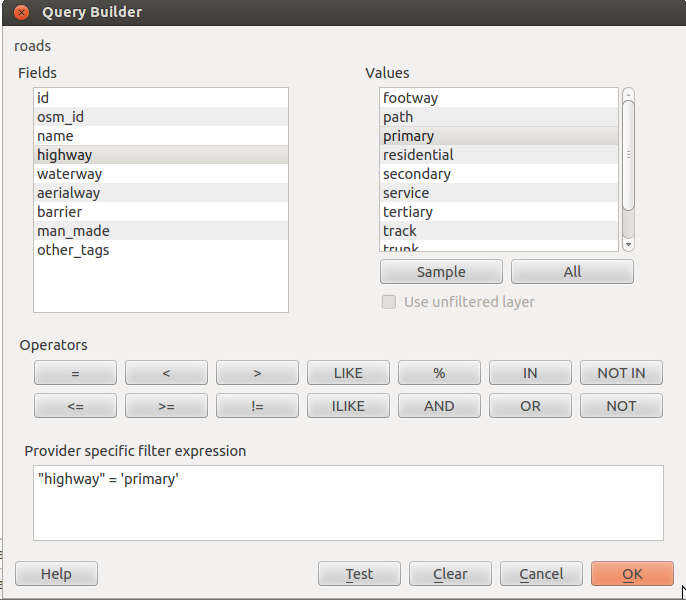 Query Builder
roads
Fields
Values
id
osm_id
name
highway
waterway
aerialway
barrier
man_made
other_tags
footway
path
primary
residential
secondary
service
tertiary
track
trunk
Sample
All
Use unfiltered layer
Operators
=
<
>
LIKE
%
IN
NOT IN
<=
>=
!=
ILIKE
AND
OR
NOT
Provider specific filter expression
"highway" = 'primary'
Help
Test
Clear
Cancel
OK